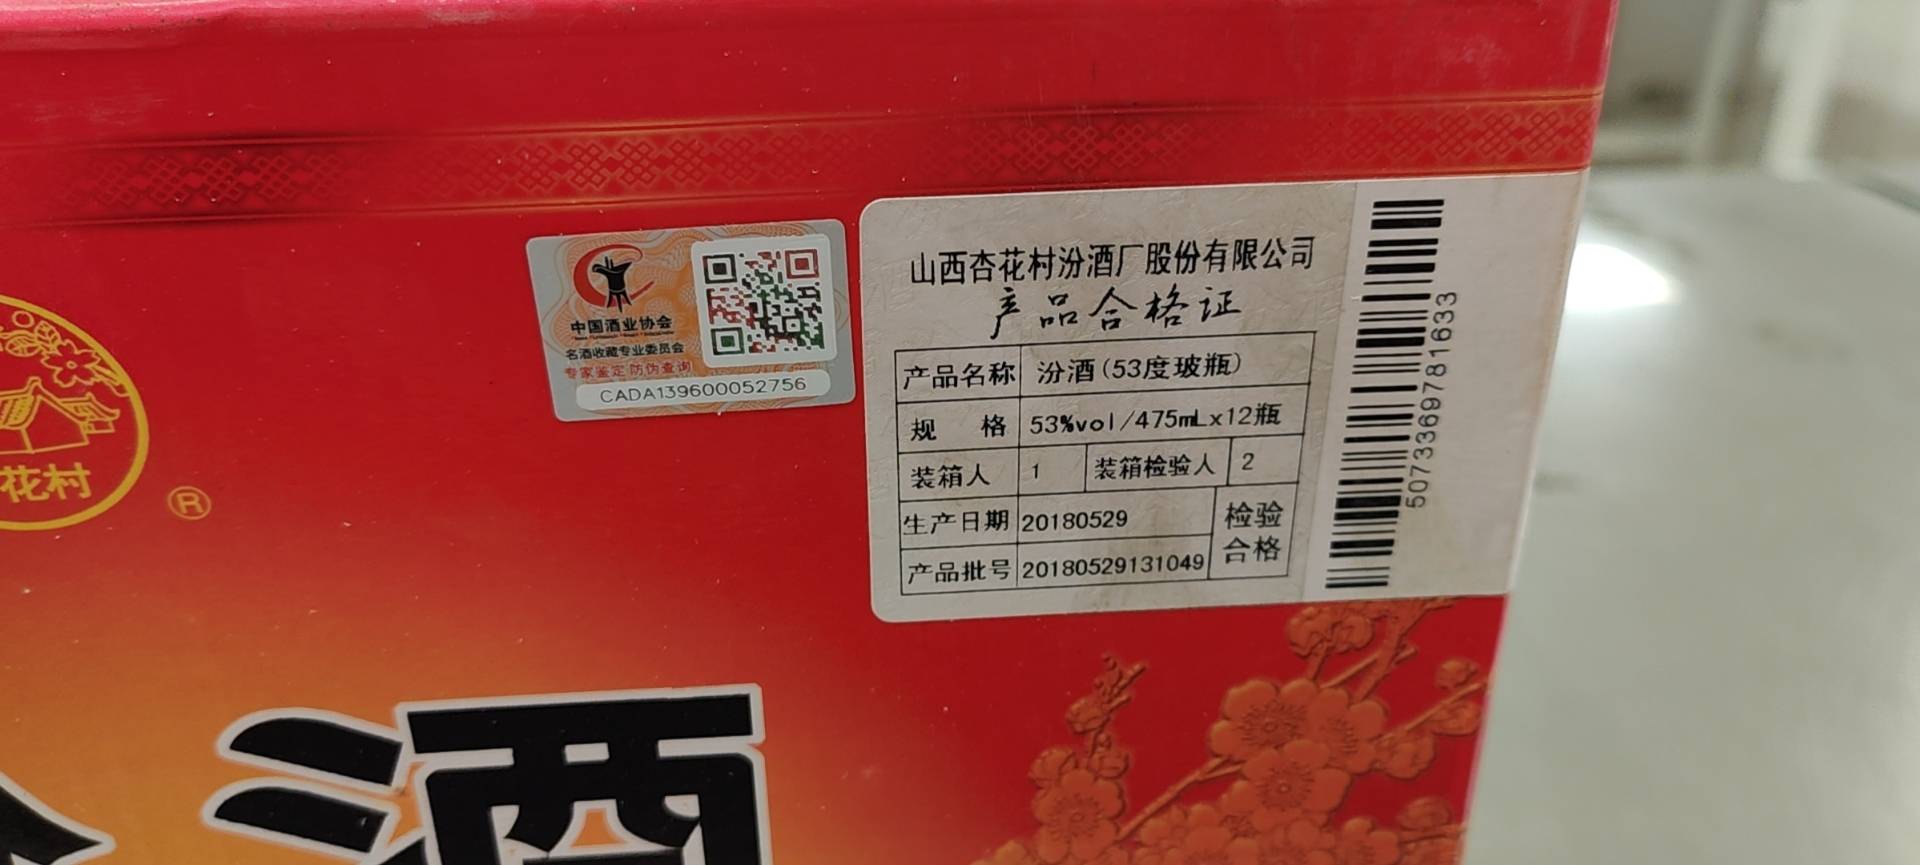 中国酒业协会
名酒收藏专业委员会
专家鉴定 防伪查询
CADA139600052756
山西杏花村汾酒厂股份有限公司
产品合格证
产品名称 汾酒(53度玻瓶)
规 格 53%vol/475mL×12瓶
装箱人 1 装箱检验人 2
生产日期 20180529 检验
产品批号 20180529131049 合格
5073369781633
花村
®
酒